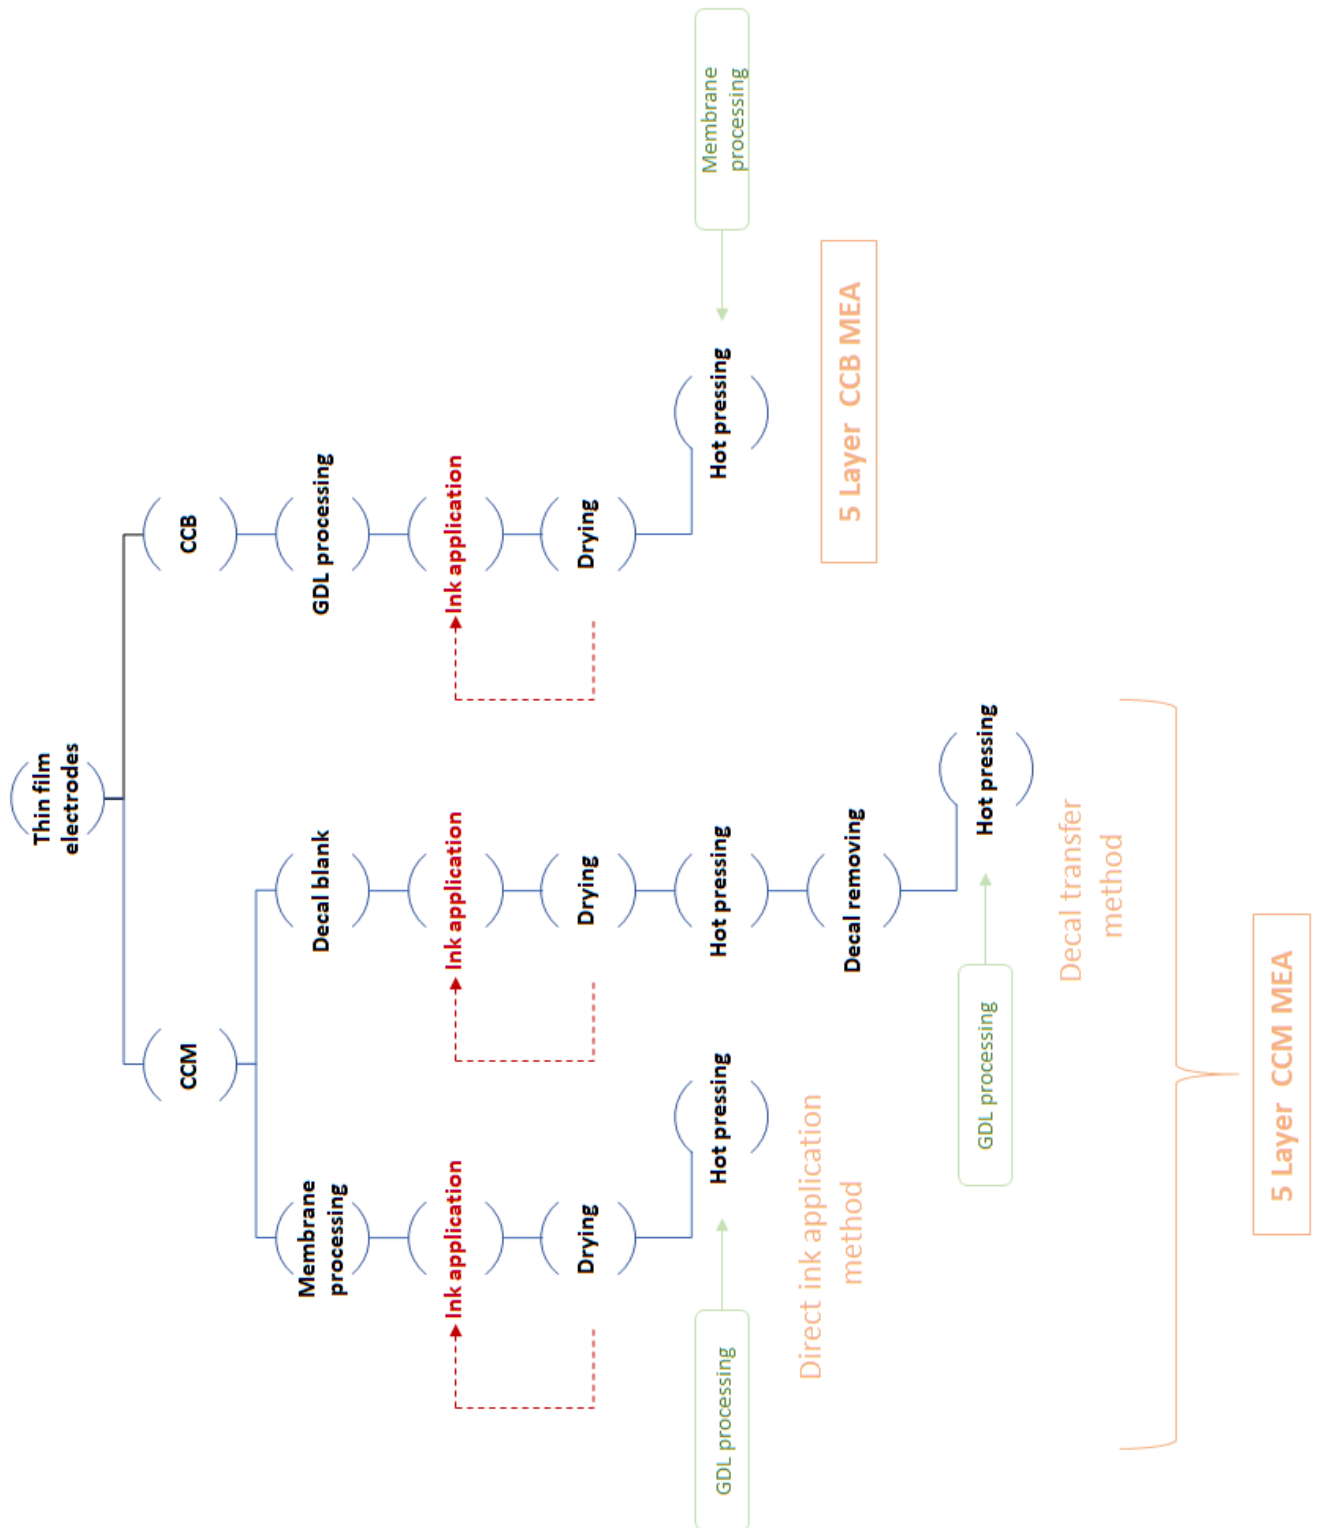 Thin film
electrodes
CCM
CCB
Membrane
processing
Decal blank
GDL processing
Ink application
Ink application
Ink application
Drying
Drying
Drying
GDL processing
Hot pressing
Hot pressing
Hot pressing
Membrane
processing
Direct ink application
method
Decal removing
5 Layer CCB MEA
GDL processing
Hot pressing
Decal transfer
method
5 Layer CCM MEA